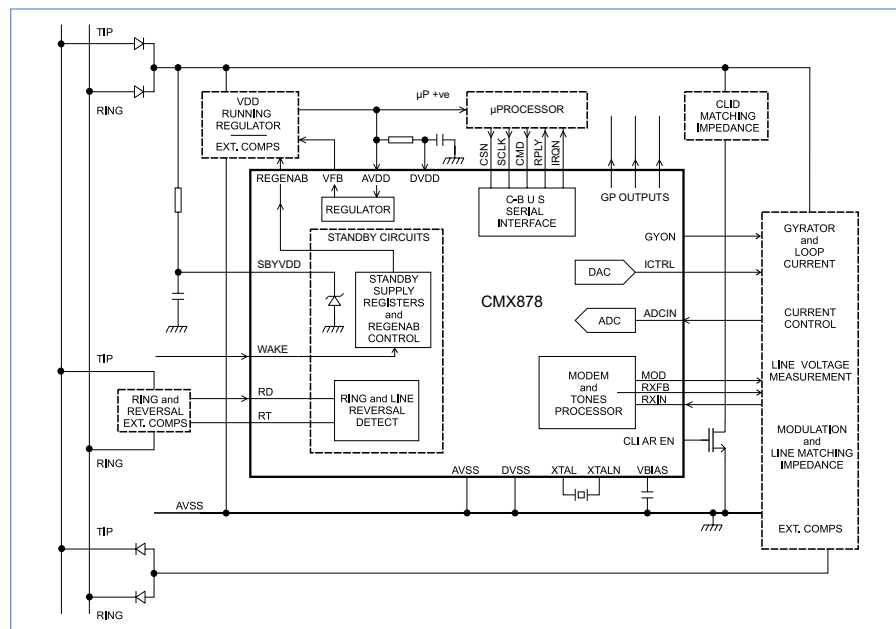 TIP
RING
VDD
RUNNING
REGULATOR
EXT. COMPS
µP +ve
µPROCESSOR
CLID
MATCHING
IMPEDANCE
CSN
SCLK
CMD
RPLY
IRQN
REGENAB
VFB
AVDD
DVDD
REGULATOR
C-B U S
SERIAL
INTERFACE
GP OUTPUTS
STANDBY CIRCUITS
GYON
GYRATOR
and
LOOP
CURRENT
SBYVDD
STANDBY
SUPPLY
REGISTERS
and
REGENAB
CONTROL
DAC
ICTRL
CMX878
ADC
ADCIN
CURRENT
CONTROL
WAKE
TIP
RING and
REVERSAL
EXT. COMPS
RD
RT
RING and LINE
REVERSAL
DETECT
MODEM
and
TONES
PROCESSOR
MOD
RXFB
RXIN
LINE VOLTAGE
MEASUREMENT
CLI AR EN
MODULATION
and
LINE MATCHING
IMPEDANCE
RING
AVSS
DVSS
XTAL
XTALN
VBIAS
AVSS
EXT. COMPS
TIP
RING